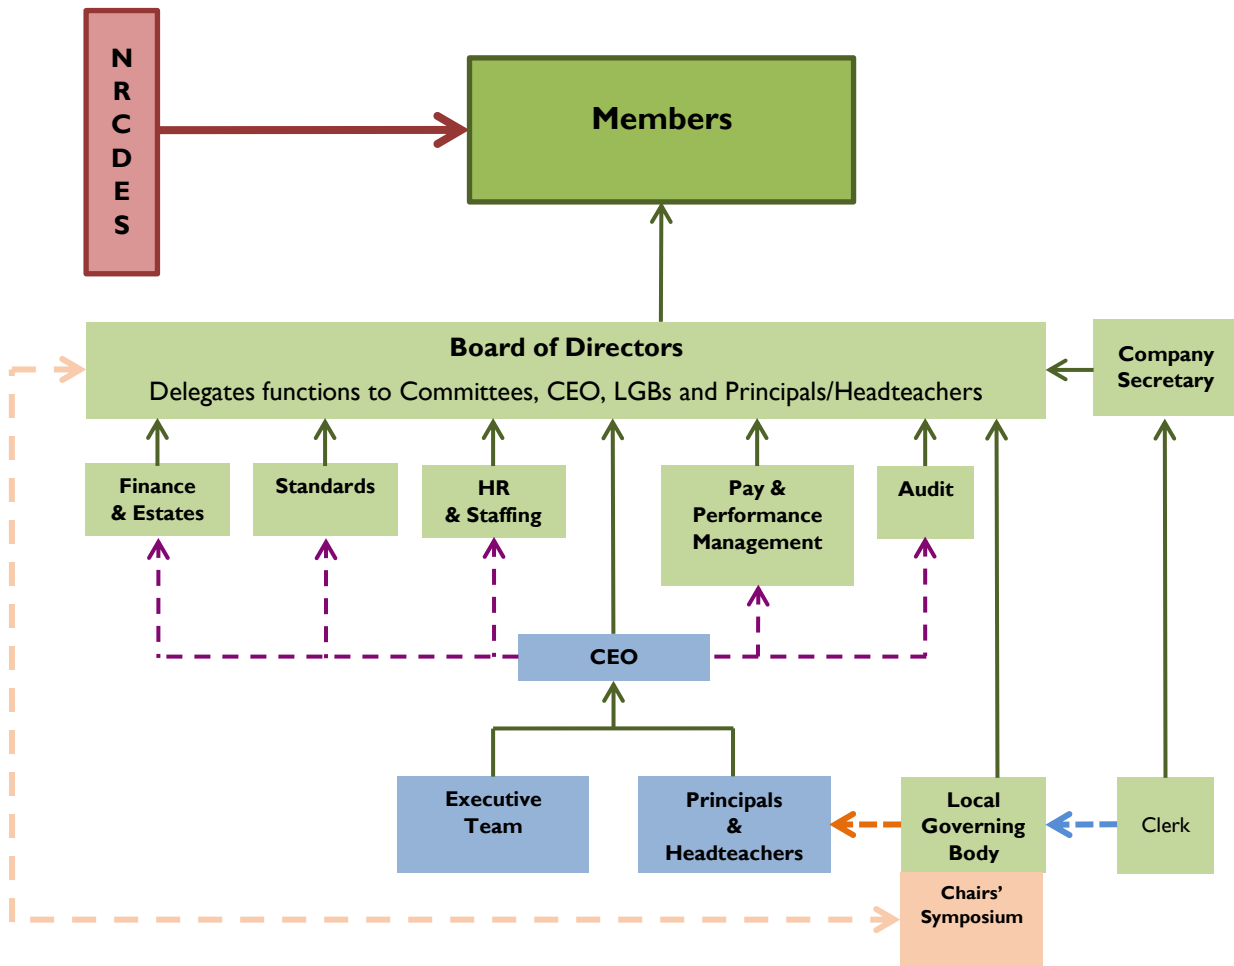 N
R
C
D
E
S
Members
Board of Directors
Delegates functions to Committees, CEO, LGBs and Principals/Headteachers
Company
Secretary
Finance
& Estates
Standards
HR
& Staffing
Pay &
Performance
Management
Audit
CEO
Executive
Team
Principals
&
Headteachers
Local
Governing
Body
Clerk
Chairs'
Symposium